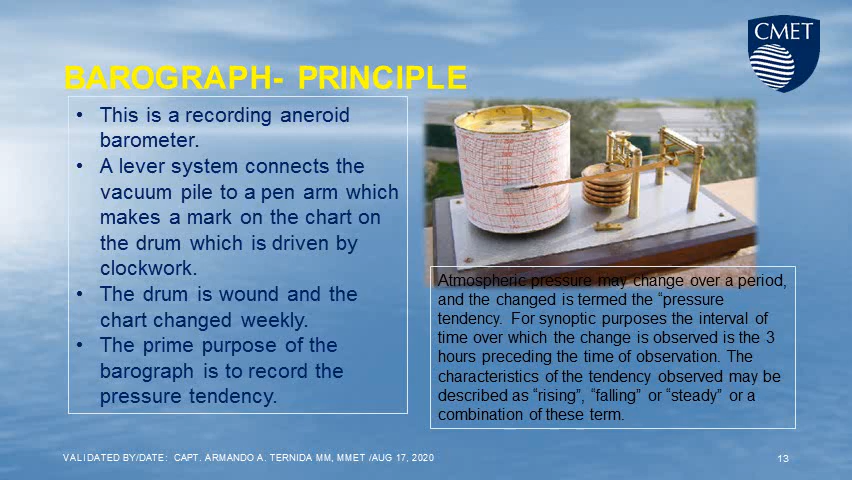 CMET
BAROGRAPH- PRINCIPLE
• This is a recording aneroid
barometer.
• A lever system connects the
vacuum pile to a pen arm which
makes a mark on the chart on
the drum which is driven by
clockwork.
• The drum is wound and the
chart changed weekly.
• The prime purpose of the
barograph is to record the
pressure tendency.
Atmospheric pressure may change over a period,
and the changed is termed the “pressure
tendency. For synoptic purposes the interval of
time over which the change is observed is the 3
hours preceding the time of observation. The
characteristics of the tendency observed may be
described as “rising”, “falling” or “steady” or a
combination of these term.
VALIDATED BY/DATE: CAPT. ARMANDO A. TERNIDA MM, MMET /AUG 17, 2020
13